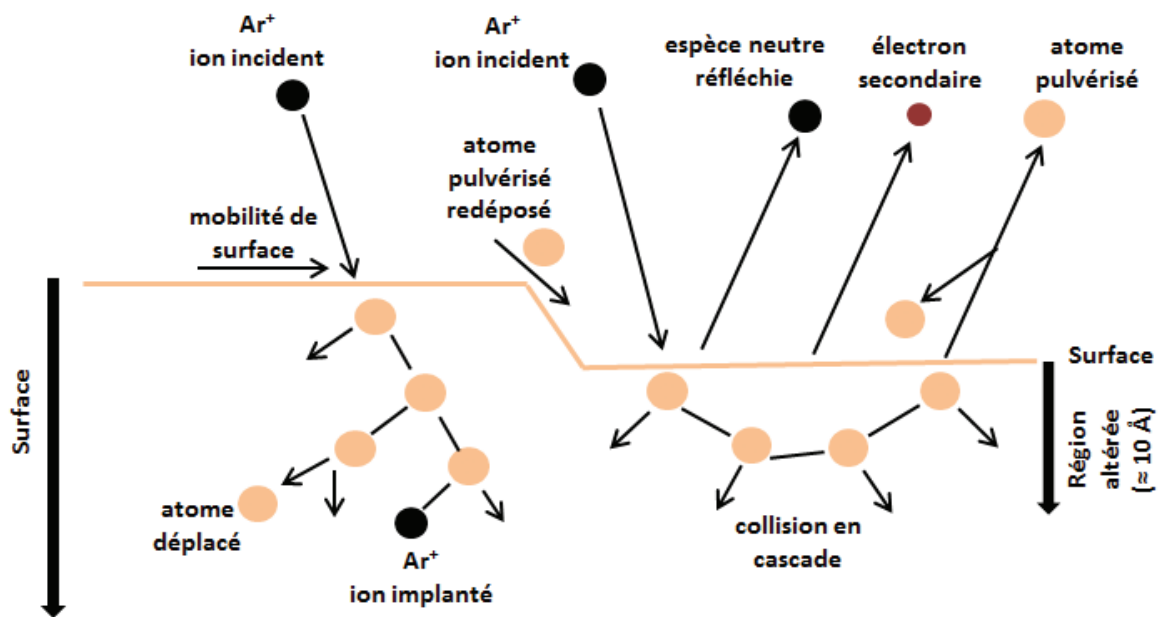 Ar⁺
ion incident
Ar⁺
ion incident
espèce neutre
réfléchie
électron
secondaire
atome
pulvérisé
atome
pulvérisé
redéposé
mobilité de
surface
Surface
Surface
Région
altérée
(≈ 10 Å)
atome
déplacé
Ar⁺
ion implanté
collision en
cascade